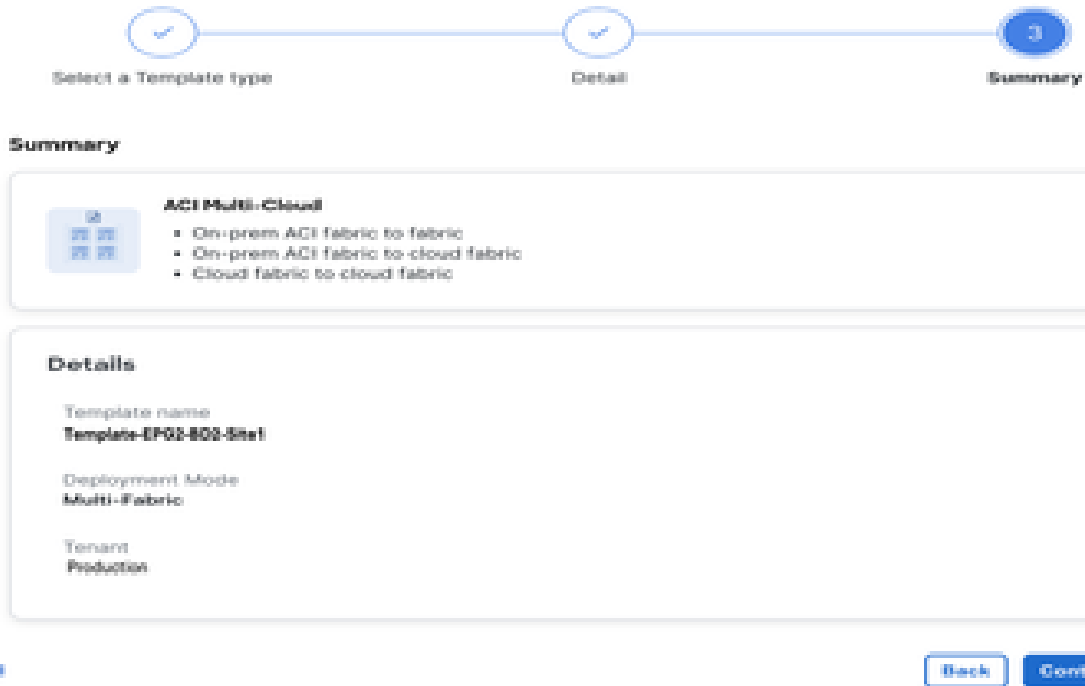 3
Select a Template type
Detail
Summary
Summary
ACI Multi-Cloud
• On-prem ACI fabric to fabric
• On-prem ACI fabric to cloud fabric
• Cloud fabric to cloud fabric
Details
Template name
Template-EPG2-BD2-Site1
Deployment Mode
Multi-Fabric
Tenant
Production
Back
Cont